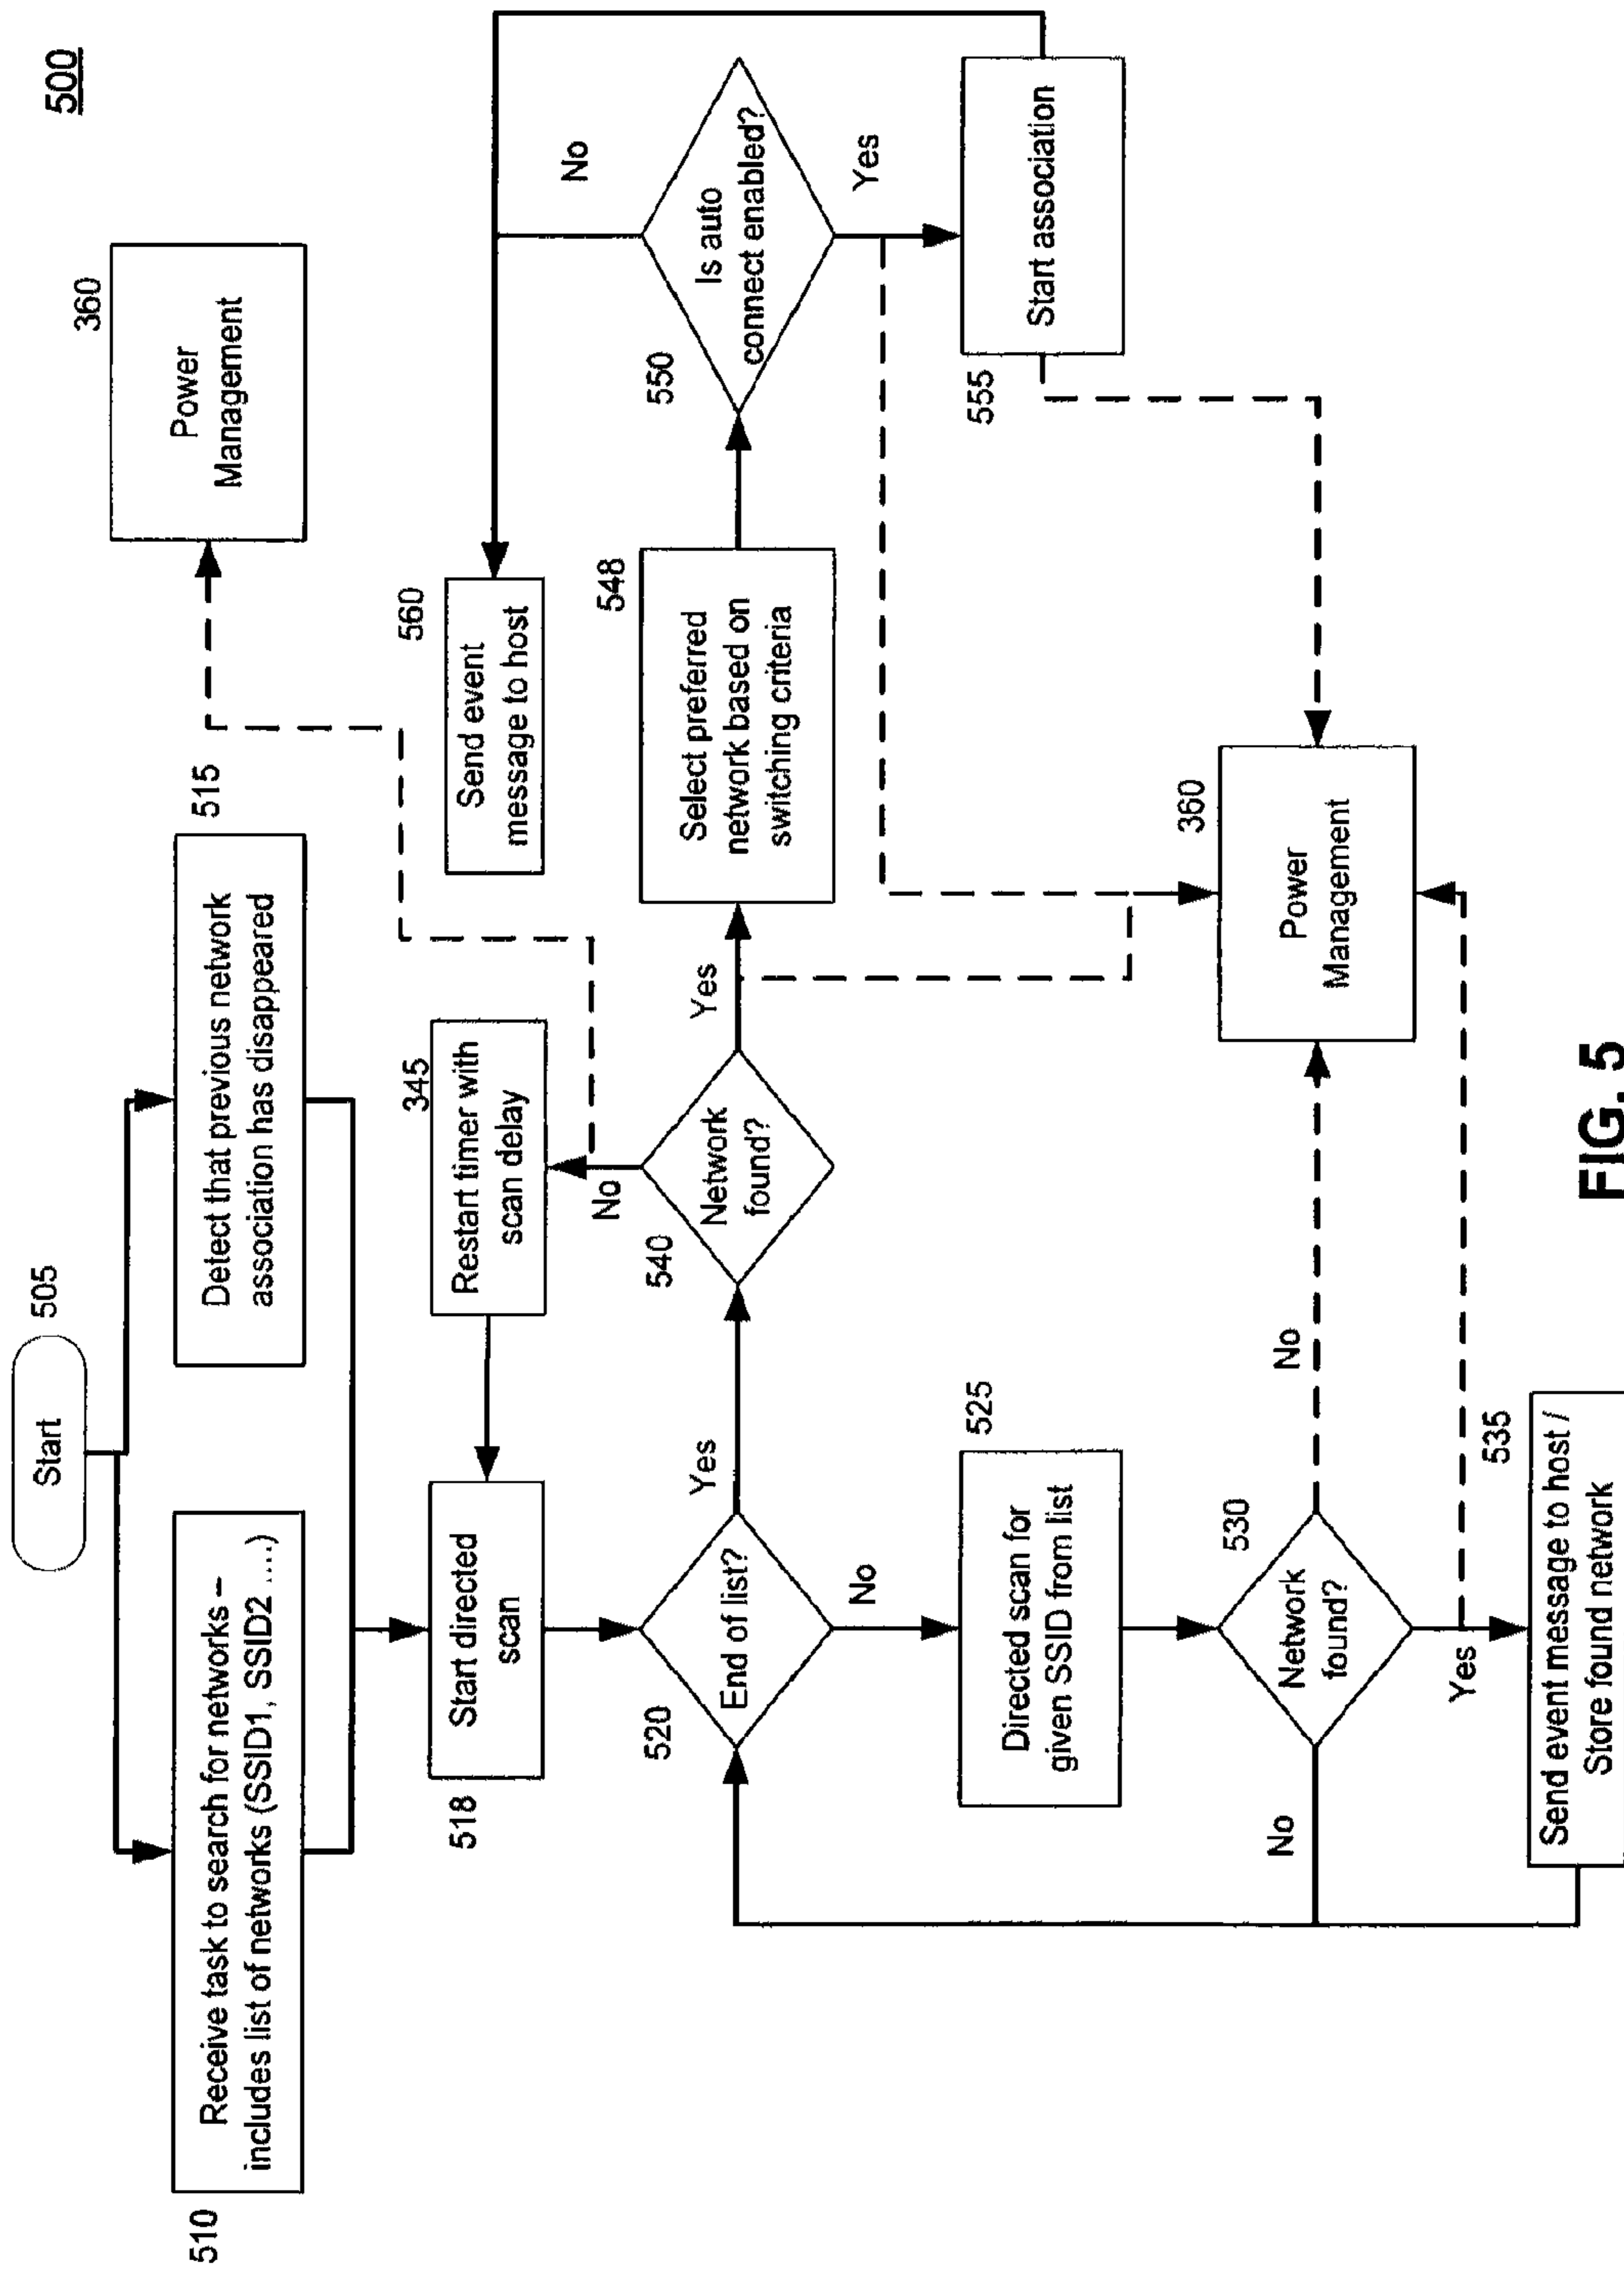 500
Start
505
510
Receive task to search for networks –
includes list of networks (SSID1, SSID2 ....)
Detect that previous network
association has disappeared
515
Power
Management
360
518
Start directed
scan
Restart timer with
scan delay
345
Send event
message to host
560
520
End of list?
Yes
No
540
Network
found?
No
Yes
Select preferred
network based on
switching criteria
548
550
Is auto
connect enabled?
No
Yes
Directed scan for
given SSID from list
525
Start association
555
Network
found?
530
No
No
Yes
Power
Management
360
Send event message to host /
Store found network
535
FIG. 5